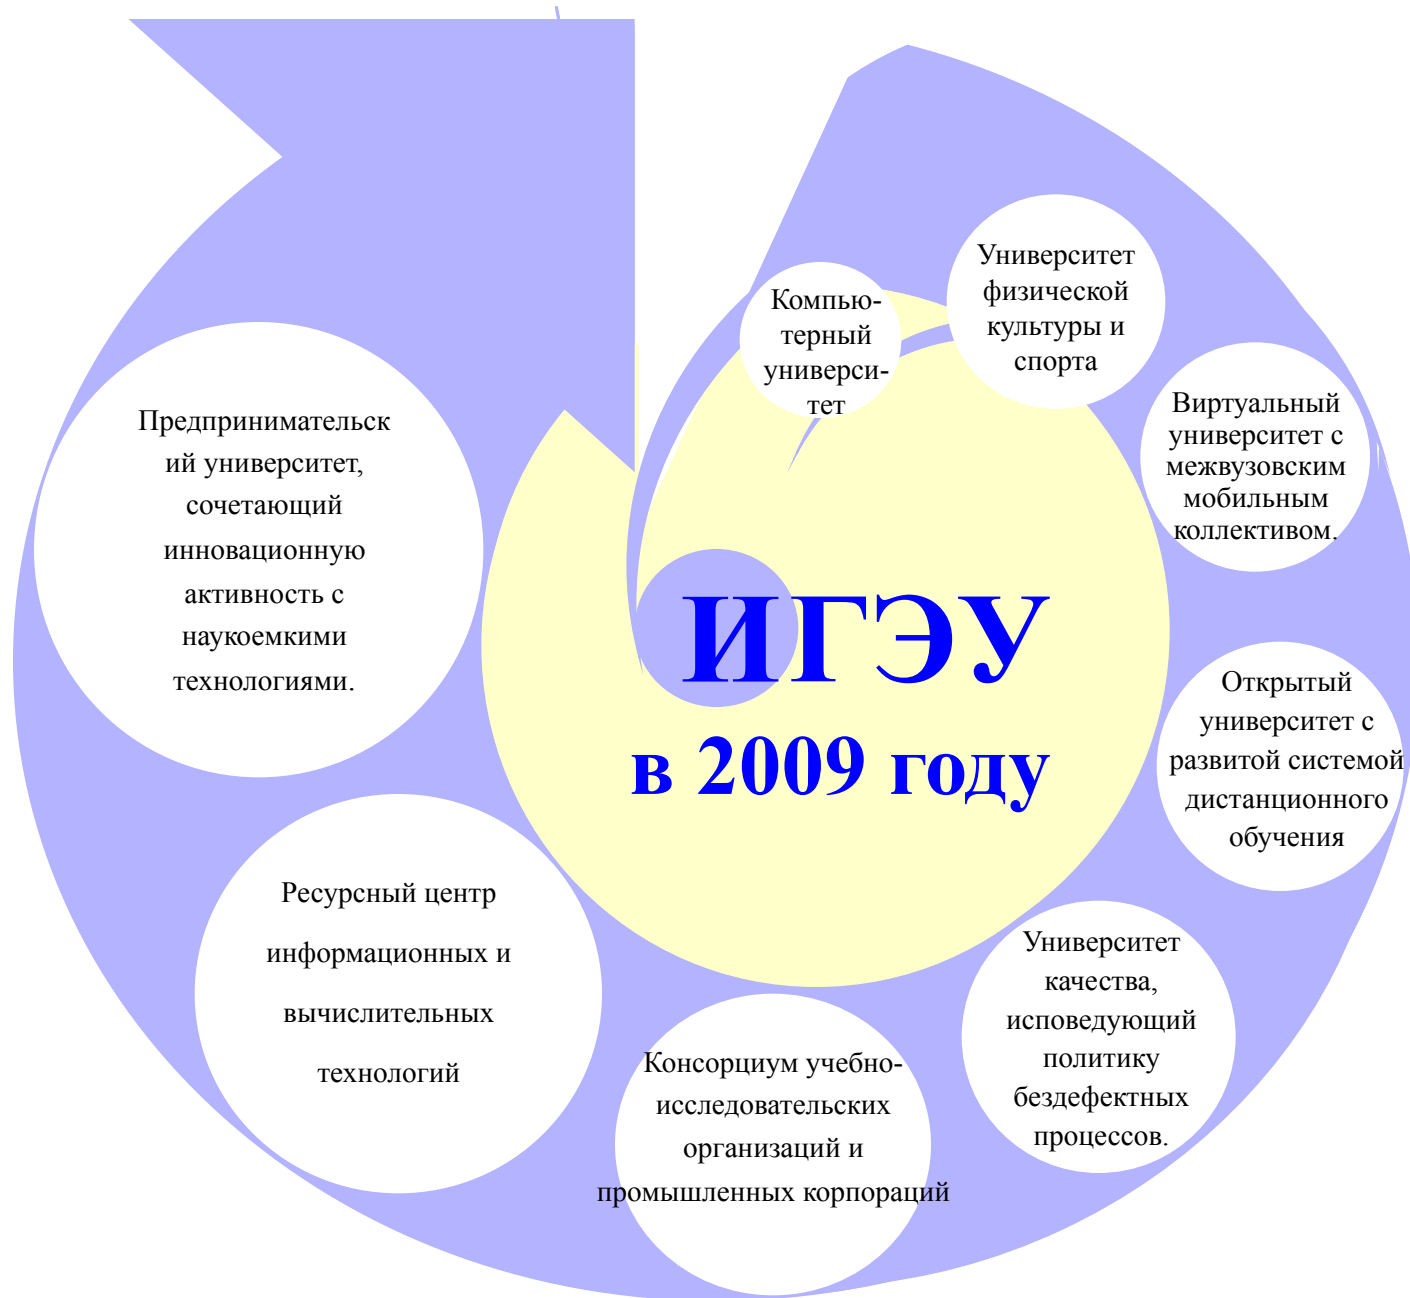 Компью-
терный
универси-
тет
Университет
физической
культуры и
спорта
Виртуальный
университет с
межвузовским
мобильным
коллективом.
Открытый
университет с
развитой системой
дистанционного
обучения
Университет
качества,
исповедующий
политику
бездефектных
процессов.
Консорциум учебно-
исследовательских
организаций и
промышленных корпораций
Ресурсный центр
информационных и
вычислительных
технологий
Предпринимательск
ий университет,
сочетающий
инновационную
активность с
наукоемкими
технологиями.
ИГЭУ
в 2009 году